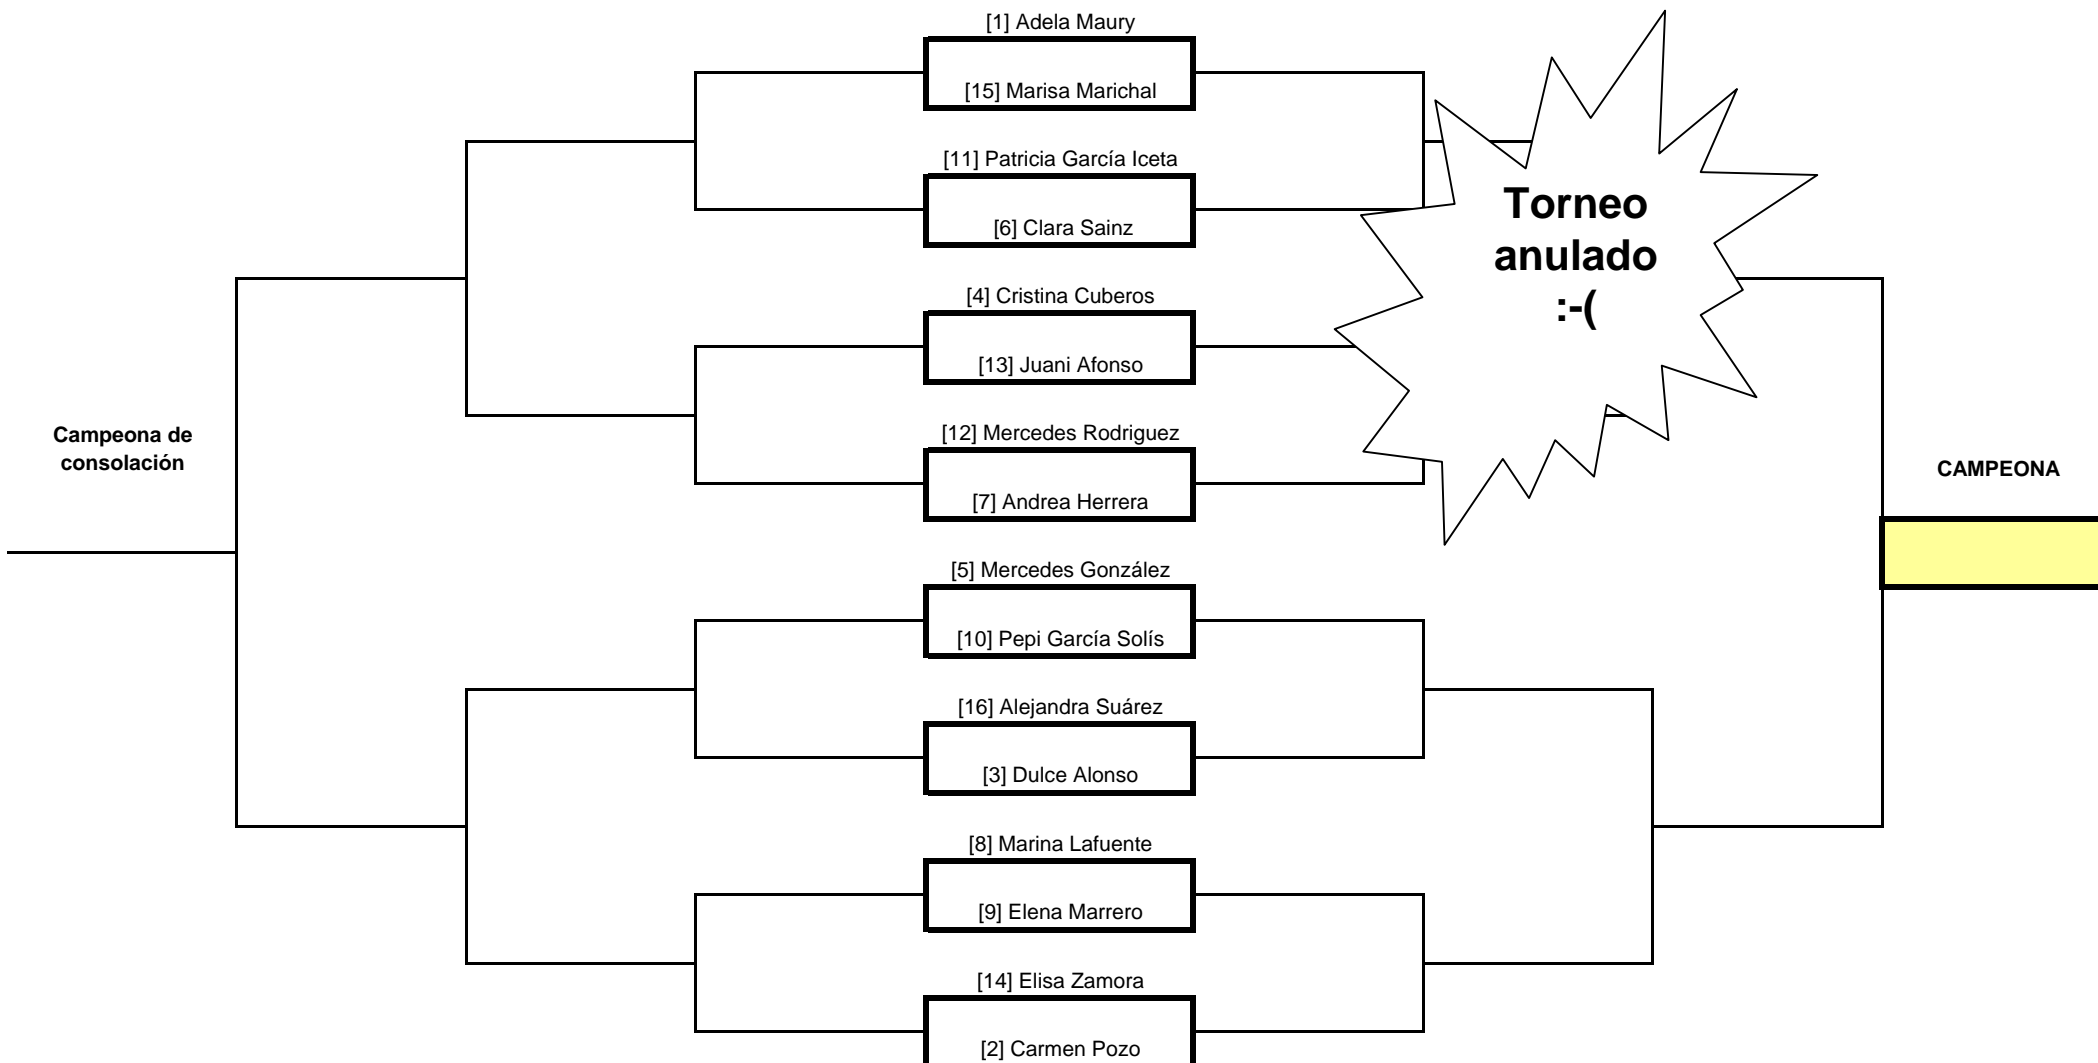 [1] Adela Maury
[15] Marisa Marichal
[11] Patricia García Iceta
[6] Clara Sainz
[4] Cristina Cuberos
[13] Juani Afonso
[12] Mercedes Rodriguez
[7] Andrea Herrera
[5] Mercedes González
[10] Pepi García Solís
[16] Alejandra Suárez
[3] Dulce Alonso
[8] Marina Lafuente
[9] Elena Marrero
[14] Elisa Zamora
[2] Carmen Pozo
Torneo
anulado
:-(
Campeona de
consolación
CAMPEONA